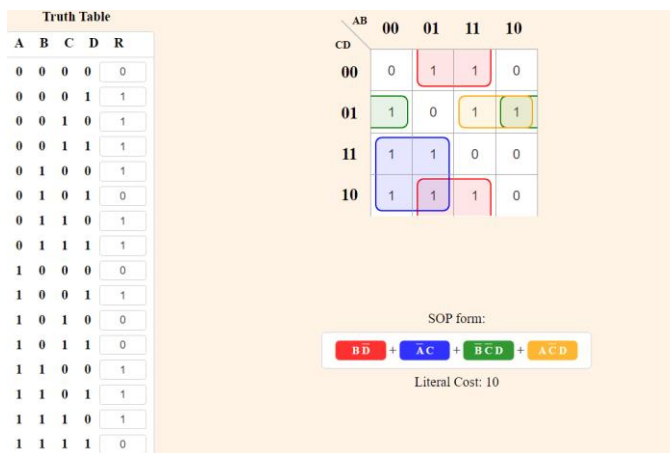 Truth Table
A B C D R
0 0 0 0 0
0 0 0 1 1
0 0 1 0 1
0 0 1 1 1
0 1 0 0 1
0 1 0 1 0
0 1 1 0 1
0 1 1 1 1
1 0 0 0 0
1 0 0 1 1
1 0 1 0 0
1 0 1 1 0
1 1 0 0 1
1 1 0 1 1
1 1 1 0 1
1 1 1 1 0
AB 00 01 11 10
CD
00 0 1 1 0
01 1 0 1 1
11 1 1 0 0
10 1 1 1 0
SOP form:
BD̅ + A̅C + B̅C̅D + AC̅D
Literal Cost: 10